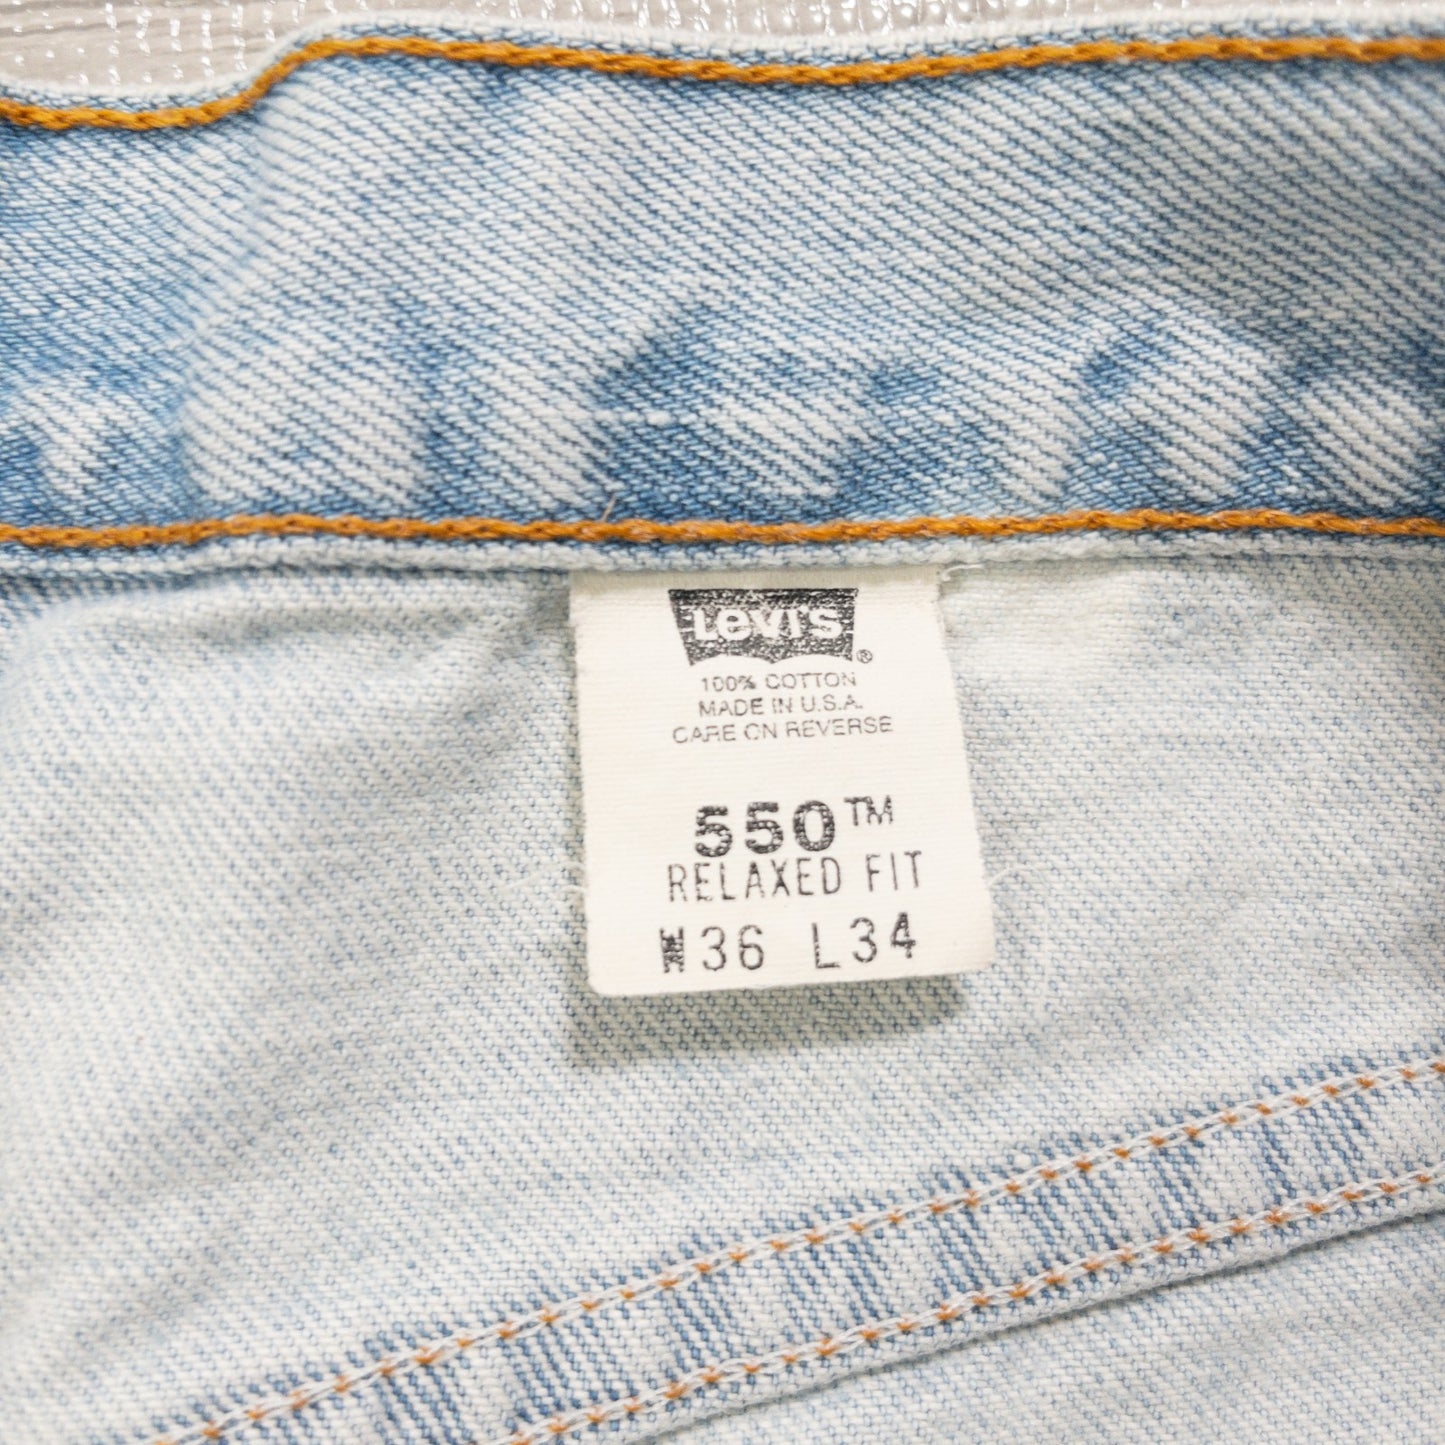 Levi's ®
100% COTTON
MADE IN U.S.A.
CARE ON REVERSE
550™
RELAXED FIT
W36 L34